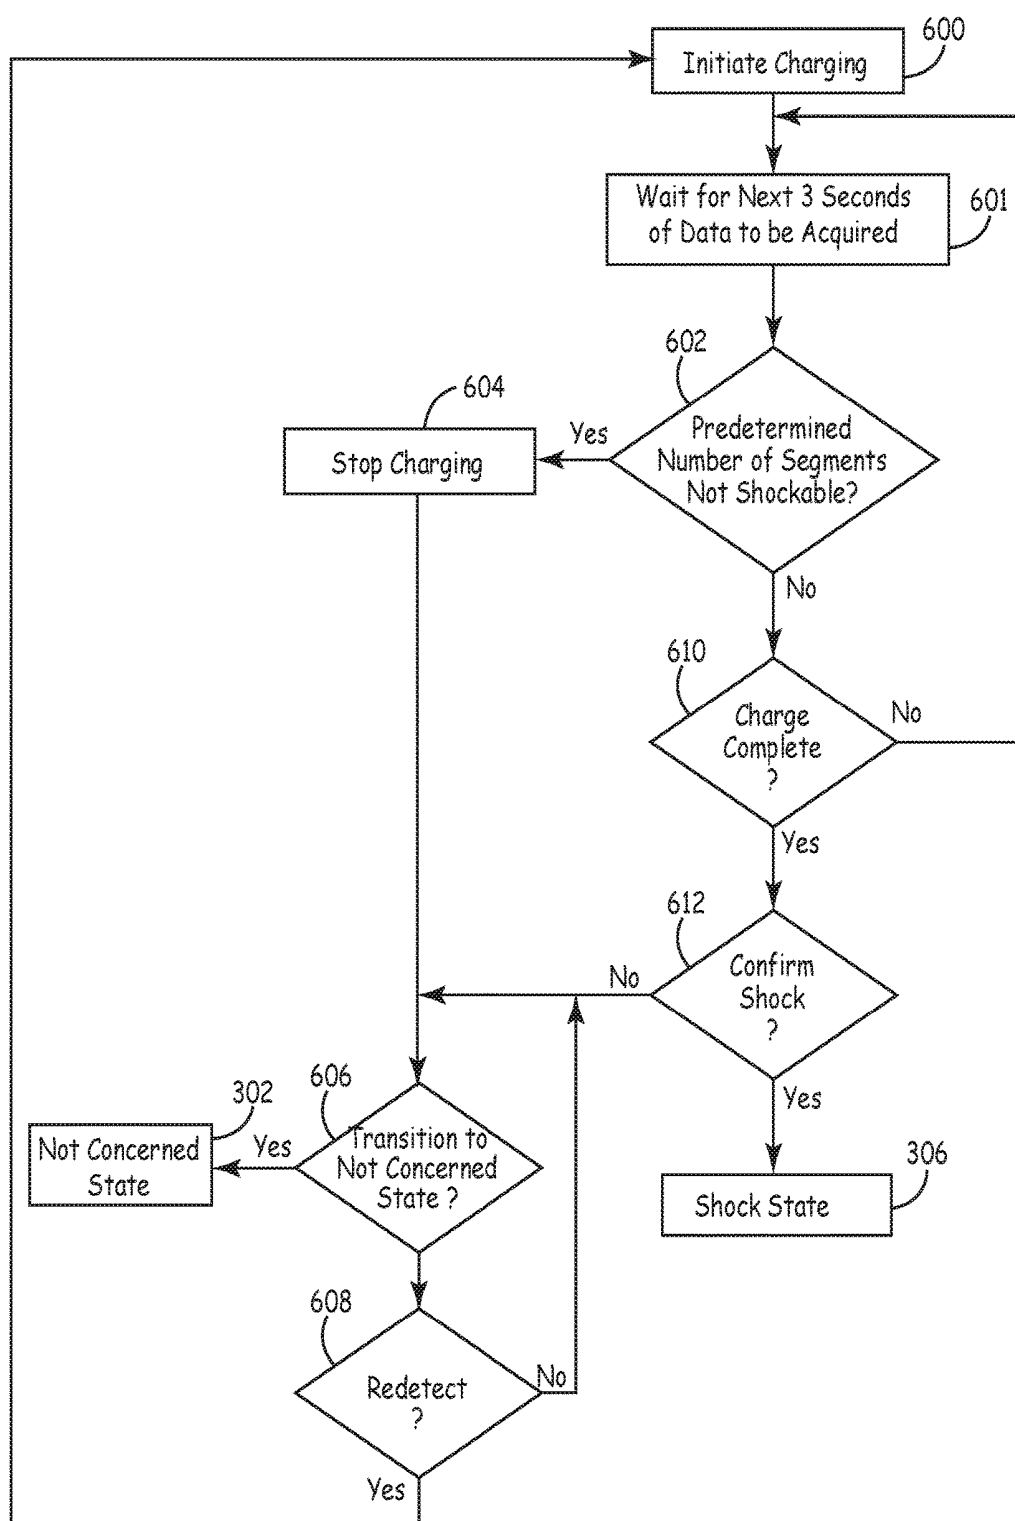 600
Initiate Charging
Wait for Next 3 Seconds
of Data to be Acquired
601
602
Predetermined
Number of Segments
Not Shockable?
Yes
604
Stop Charging
No
610
Charge
Complete
?
No
Yes
612
Confirm
Shock
?
No
Yes
606
Transition to
Not Concerned
State ?
Yes
302
Not Concerned
State
306
Shock State
608
Redetect
?
No
Yes